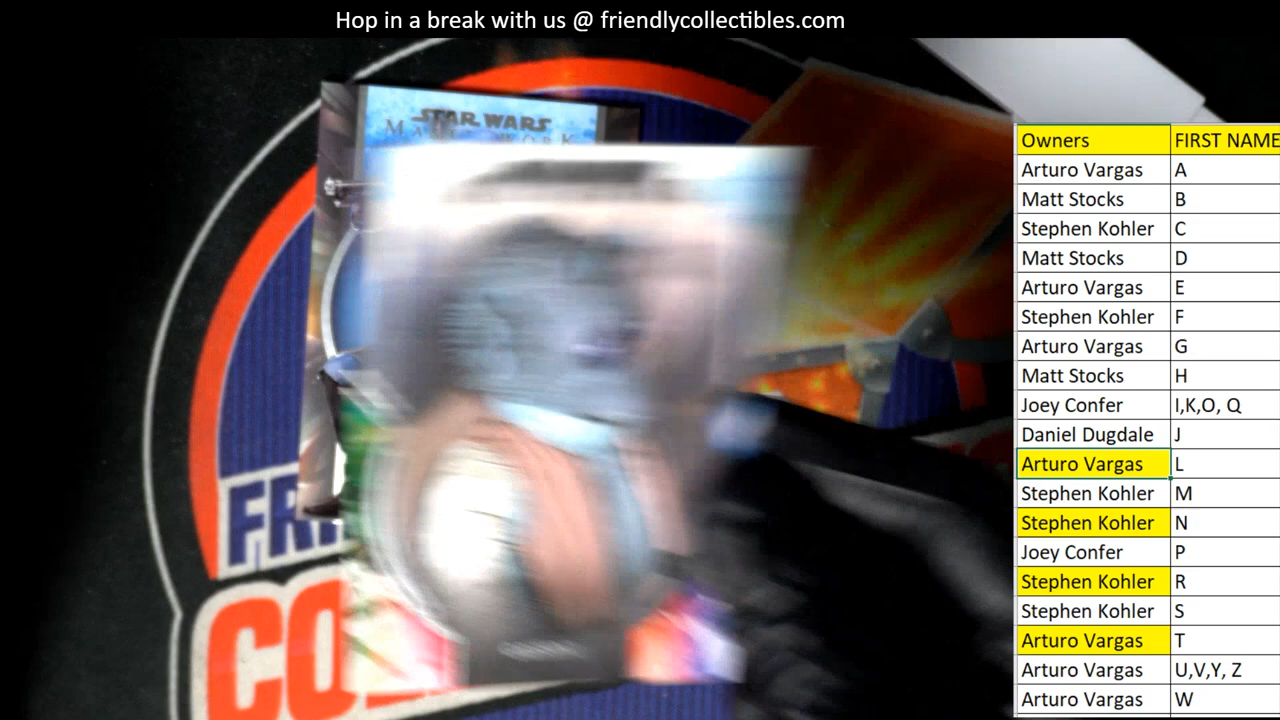 Hop in a break with us @ friendlycollectibles.com
STAR WARS
Owners FIRST NAME
Arturo Vargas A
Matt Stocks B
Stephen Kohler C
Matt Stocks D
Arturo Vargas E
Stephen Kohler F
Arturo Vargas G
Matt Stocks H
Joey Confer I,K,O, Q
Daniel Dugdale J
Arturo Vargas L
Stephen Kohler M
Stephen Kohler N
Joey Confer P
Stephen Kohler R
Stephen Kohler S
Arturo Vargas T
Arturo Vargas U,V,Y, Z
Arturo Vargas W
FRI
CO